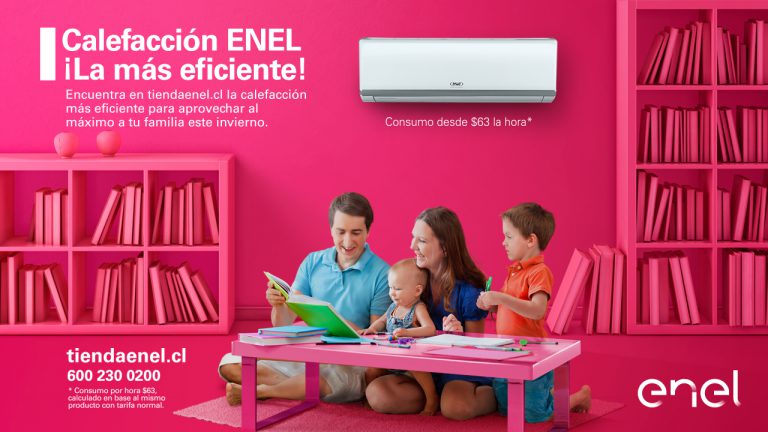 Calefacción ENEL
¡La más eficiente!
Encuentra en tiendaenel.cl la calefacción
más eficiente para aprovechar al
máximo a tu familia este invierno.
Consumo desde $63 la hora*
tiendaenel.cl
600 230 0200
* Consumo por hora $63,
calculado en base al mismo
producto con tarifa normal.
enel